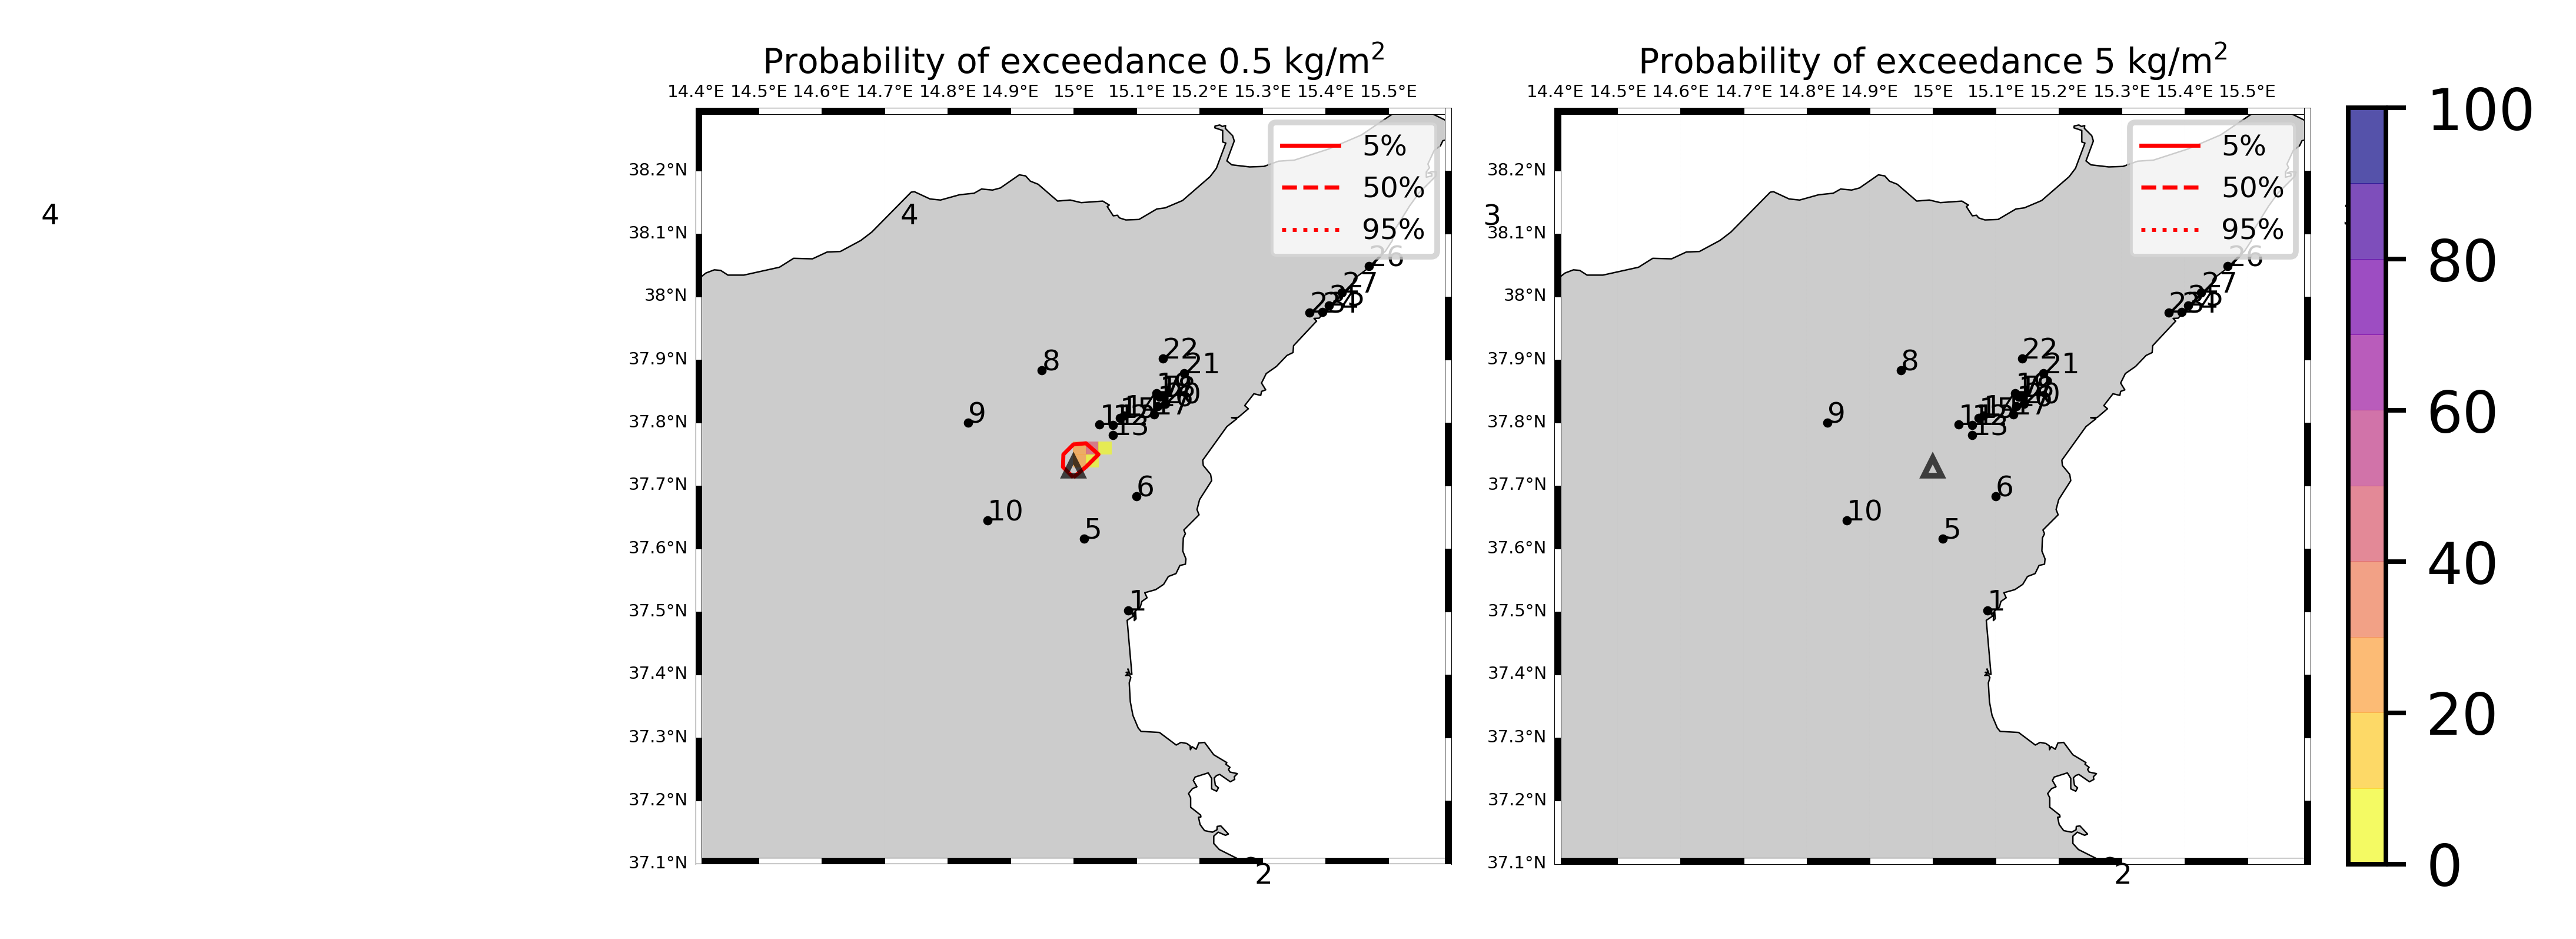 Probability of exceedance 0.5 kg/m²
14.4°E 14.5°E 14.6°E 14.7°E 14.8°E 14.9°E 15°E 15.1°E 15.2°E 15.3°E 15.4°E 15.5°E
38.2°N
38.1°N
38°N
37.9°N
37.8°N
37.7°N
37.6°N
37.5°N
37.4°N
37.3°N
37.2°N
37.1°N
5%
50%
95%
4
4
26
27
22
21
8
9
6
10
5
1
2
Probability of exceedance 5 kg/m²
14.4°E 14.5°E 14.6°E 14.7°E 14.8°E 14.9°E 15°E 15.1°E 15.2°E 15.3°E 15.4°E 15.5°E
38.2°N
38.1°N
38°N
37.9°N
37.8°N
37.7°N
37.6°N
37.5°N
37.4°N
37.3°N
37.2°N
37.1°N
5%
50%
95%
3
26
27
22
21
8
9
6
10
5
1
2
100
80
60
40
20
0